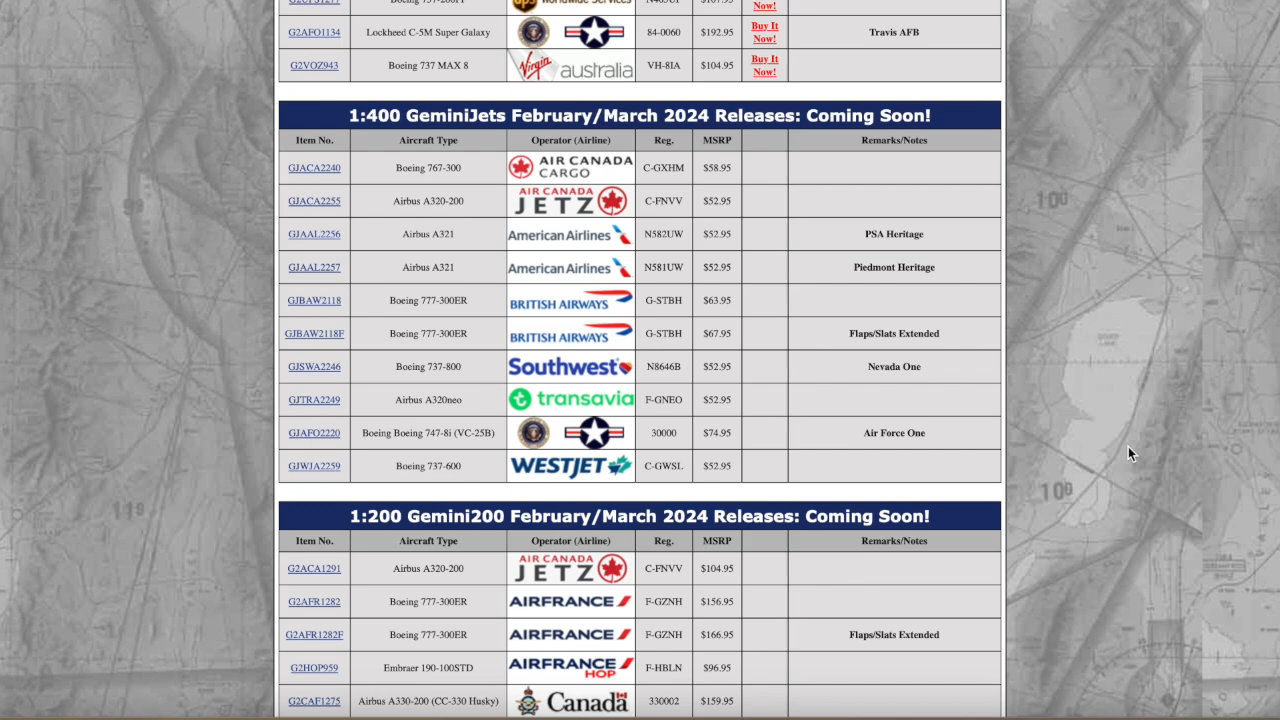 Worldwide Services
Now!
G2AFO1134 Lockheed C-5M Super Galaxy 84-0060 $192.95 Buy It Now! Travis AFB
G2VOZ943 Boeing 737 MAX 8 Virgin australia VH-8IA $104.95 Buy It Now!
1:400 GeminiJets February/March 2024 Releases: Coming Soon!
Item No. Aircraft Type Operator (Airline) Reg. MSRP Remarks/Notes
GJACA2240 Boeing 767-300 AIR CANADA CARGO C-GXHM $58.95
GJACA2255 Airbus A320-200 AIR CANADA JETZ C-FNVV $52.95
GJAAL2256 Airbus A321 American Airlines N582UW $52.95 PSA Heritage
GJAAL2257 Airbus A321 American Airlines N581UW $52.95 Piedmont Heritage
GJBAW2118 Boeing 777-300ER BRITISH AIRWAYS G-STBH $63.95
GJBAW2118F Boeing 777-300ER BRITISH AIRWAYS G-STBH $67.95 Flaps/Slats Extended
GJSWA2246 Boeing 737-800 Southwest N8646B $52.95 Nevada One
GJTRA2249 Airbus A320neo transavia F-GNEO $52.95
GJAFO2220 Boeing Boeing 747-8i (VC-25B) 30000 $74.95 Air Force One
GJWJA2259 Boeing 737-600 WESTJET C-GWSL $52.95
1:200 Gemini200 February/March 2024 Releases: Coming Soon!
Item No. Aircraft Type Operator (Airline) Reg. MSRP Remarks/Notes
G2ACA1291 Airbus A320-200 AIR CANADA JETZ C-FNVV $104.95
G2AFR1282 Boeing 777-300ER AIRFRANCE F-GZNH $156.95
G2AFR1282F Boeing 777-300ER AIRFRANCE F-GZNH $166.95 Flaps/Slats Extended
G2HOP959 Embraer 190-100STD AIRFRANCE HOP F-HBLN $96.95
G2CAF1275 Airbus A330-200 (CC-330 Husky) Canada 330002 $159.95
100
119
100